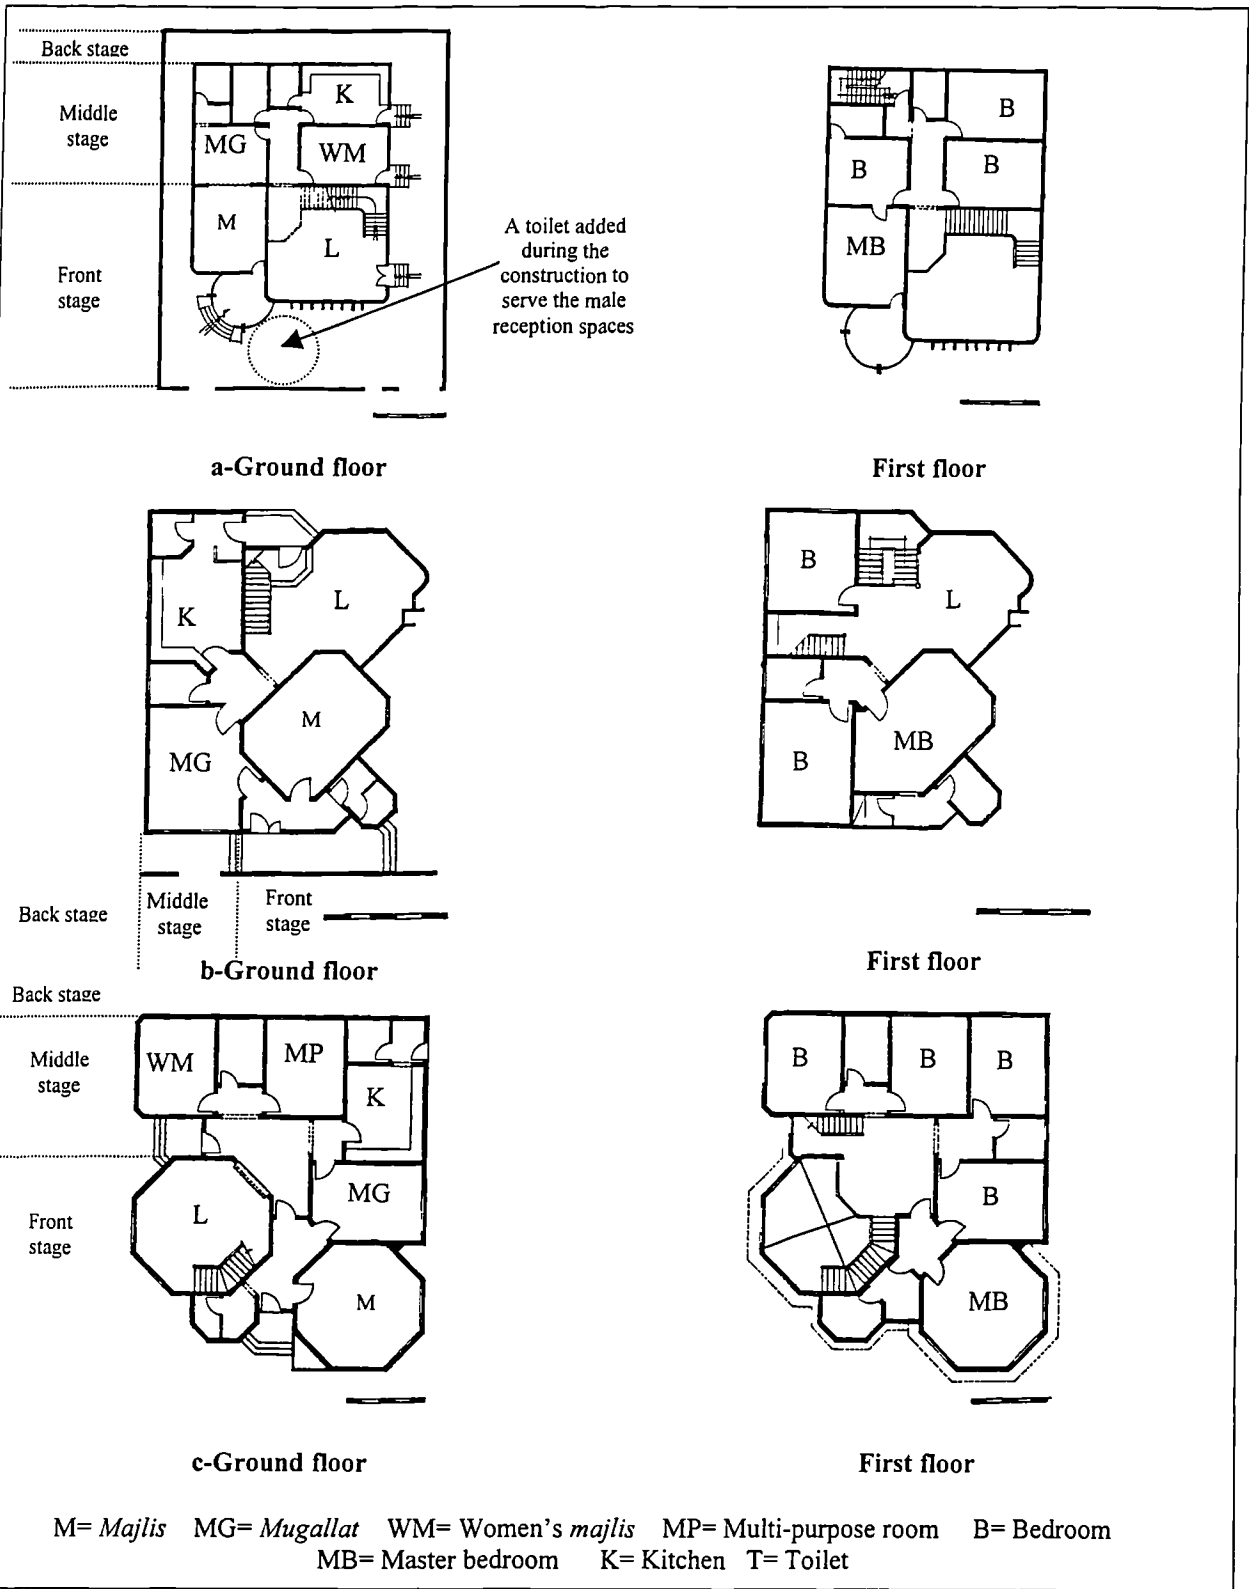 Back stage
Middle
stage
Front
stage
K
MG
WM
M
L
A toilet added
during the
construction to
serve the male
reception spaces
B
B
B
MB
a-Ground floor
First floor
L
K
M
MG
B
L
MB
B
Back stage
Middle
stage
Front
stage
b-Ground floor
First floor
Back stage
Middle
stage
Front
stage
WM
MP
K
MG
L
M
B
B
B
B
MB
c-Ground floor
First floor
M= Majlis MG= Mugallat WM= Women's majlis MP= Multi-purpose room B= Bedroom
MB= Master bedroom K= Kitchen T= Toilet